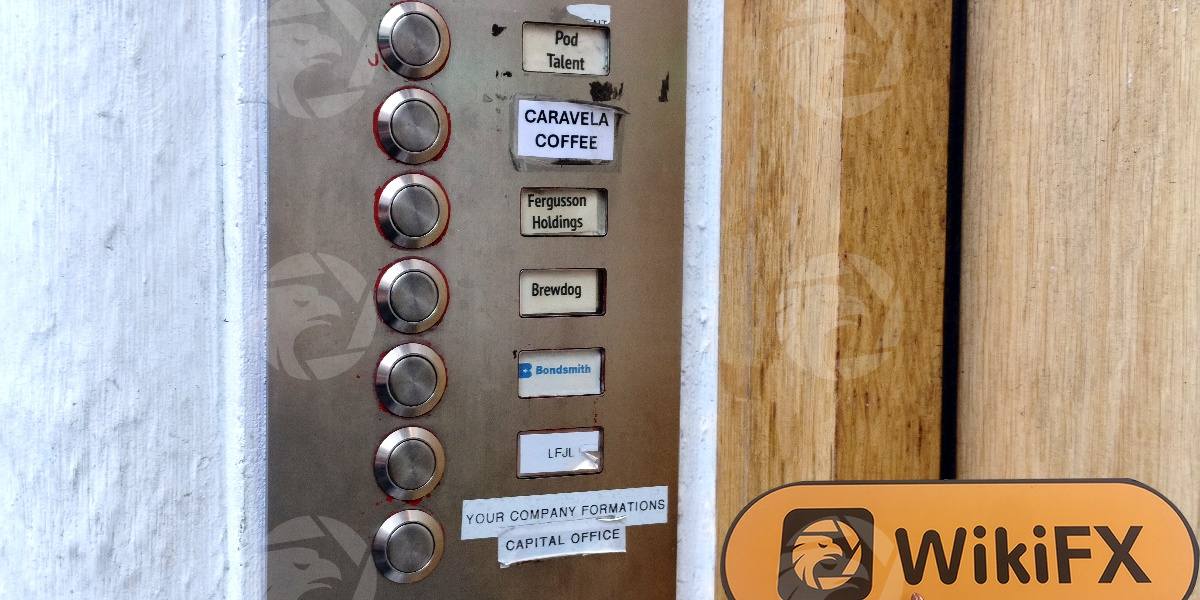 Pod
Talent
CARAVELA
COFFEE
Fergusson
Holdings
Brewdog
Bondsmith
LFJL
YOUR COMPANY FORMATIONS
CAPITAL OFFICE
WikiFX